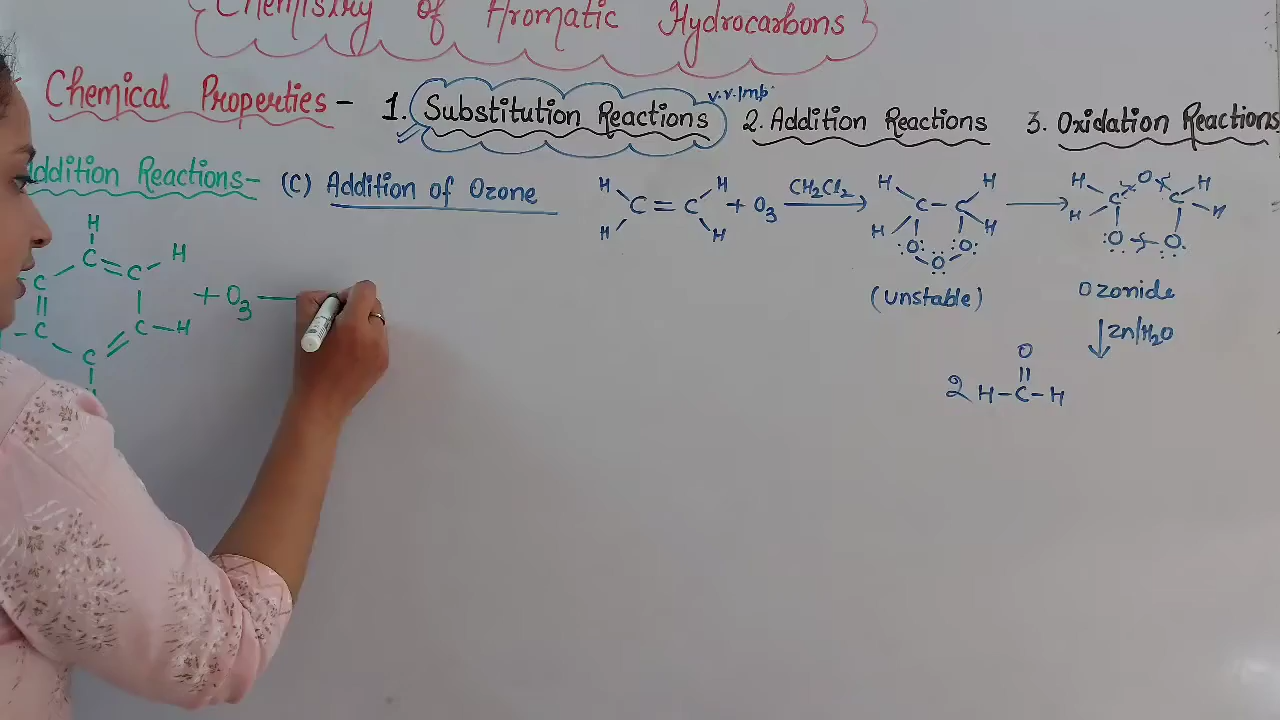 Chemistry of Aromatic Hydrocarbons
Chemical Properties - 1. Substitution Reactions v.v.Imp. 2. Addition Reactions 3. Oxidation Reactions
Addition Reactions- (C) Addition of Ozone
H H
C = C + O3
H H
CH2Cl2
H H
C - C
H H
O O
O
(unstable)
H O H
C C
H H
O O
Ozonide
Zn/H2O
O
2 H-C-H
H
C C H
C
C C-H
C
+ O3